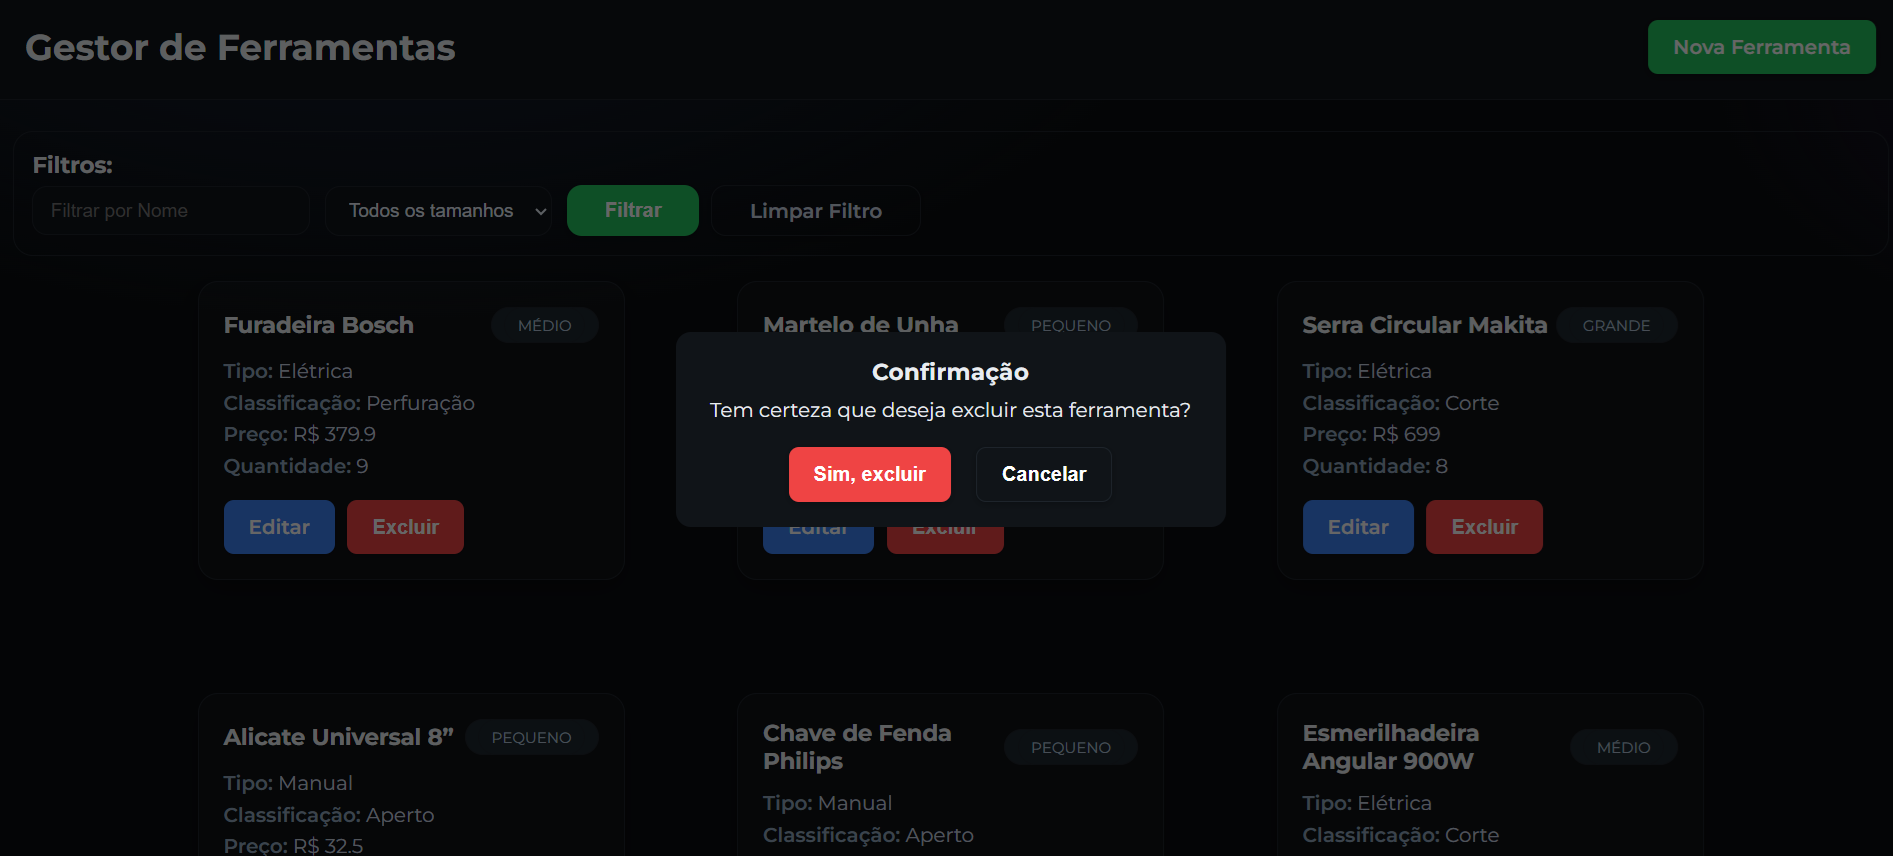 Gestor de Ferramentas
Nova Ferramenta
Filtros:
Filtrar por Nome
Todos os tamanhos
Filtrar
Limpar Filtro
Furadeira Bosch
MÉDIO
Tipo: Elétrica
Classificação: Perfuração
Preço: R$ 379.9
Quantidade: 9
Editar
Excluir
Martelo de Unha
PEQUENO
Editar
Excluir
Serra Circular Makita
GRANDE
Tipo: Elétrica
Classificação: Corte
Preço: R$ 699
Quantidade: 8
Editar
Excluir
Confirmação
Tem certeza que deseja excluir esta ferramenta?
Sim, excluir
Cancelar
Alicate Universal 8”
PEQUENO
Tipo: Manual
Classificação: Aperto
Preço: R$ 32.5
Chave de Fenda
Philips
PEQUENO
Tipo: Manual
Classificação: Aperto
Esmerilhadeira
Angular 900W
MÉDIO
Tipo: Elétrica
Classificação: Corte